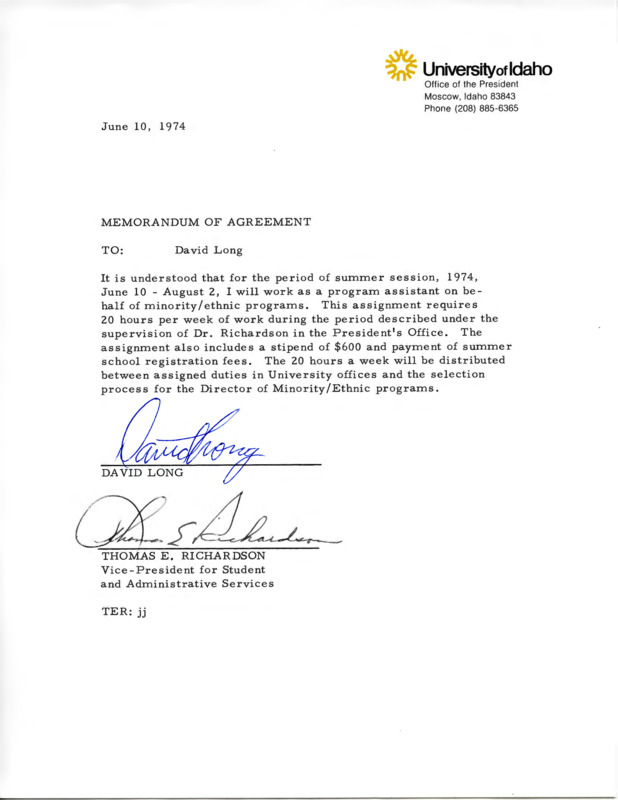 University of Idaho
Office of the President
Moscow, Idaho 83843
Phone (208) 885-6365
June 10, 1974
MEMORANDUM OF AGREEMENT
TO: David Long
It is understood that for the period of summer session, 1974,
June 10 - August 2, I will work as a program assistant on be-
half of minority/ethnic programs. This assignment requires
20 hours per week of work during the period described under the
supervision of Dr. Richardson in the President's Office. The
assignment also includes a stipend of $600 and payment of summer
school registration fees. The 20 hours a week will be distributed
between assigned duties in University offices and the selection
process for the Director of Minority/Ethnic programs.
David Long
DAVID LONG
Thomas E Richardson
THOMAS E. RICHARDSON
Vice-President for Student
and Administrative Services
TER: jj